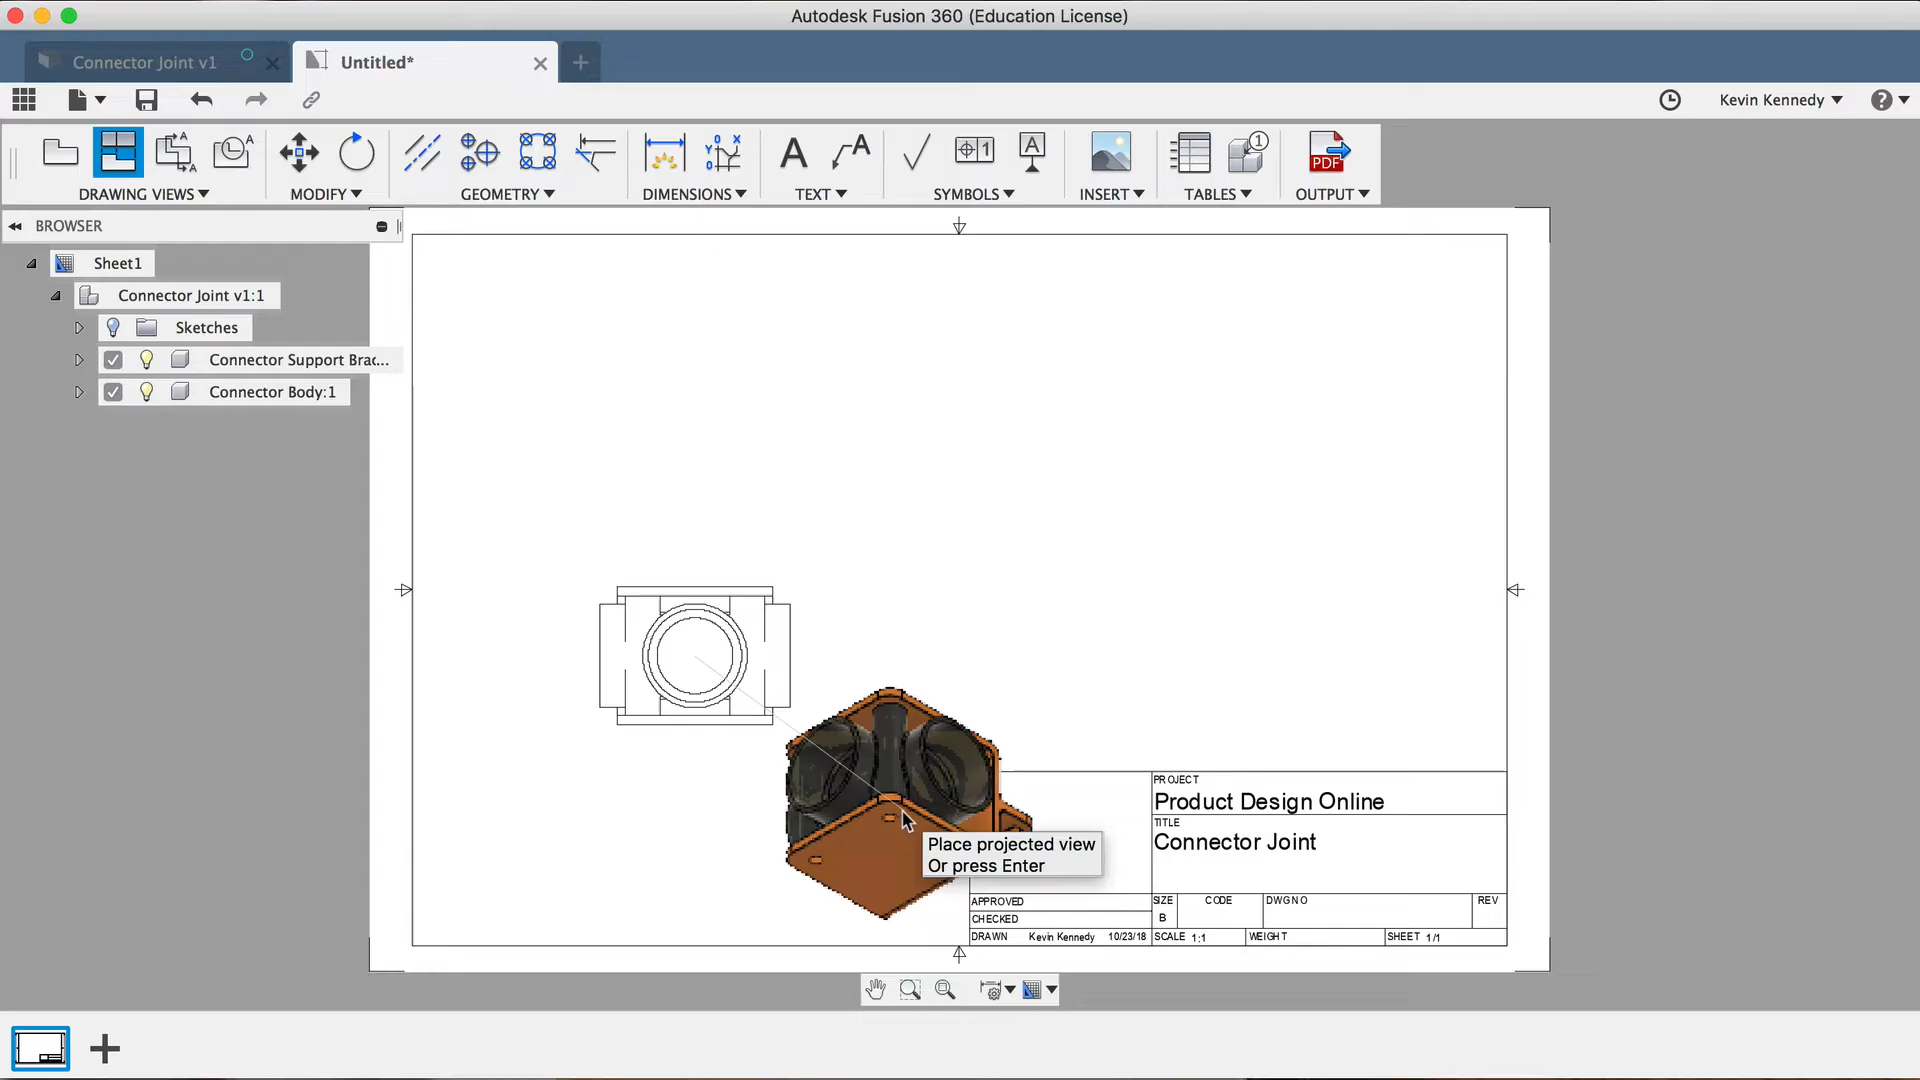 Autodesk Fusion 360 (Education License)
Connector Joint v1
Untitled*
Kevin Kennedy
?
A
A
A
A
A
X
Y
O
A
A
1
A
1
PDF
DRAWING VIEWS
MODIFY
GEOMETRY
DIMENSIONS
TEXT
SYMBOLS
INSERT
TABLES
OUTPUT
BROWSER
Sheet1
Connector Joint v1:1
Sketches
Connector Support Brac...
Connector Body:1
Place projected view
Or press Enter
PROJECT
Product Design Online
TITLE
Connector Joint
APPROVED
CHECKED
DRAWN Kevin Kennedy 10/23/18
SIZE
B
CODE
DWG NO
REV
SCALE 1:1
WEIGHT
SHEET 1/1